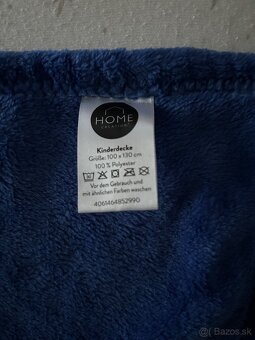 HOME
CREATION
Kinderdecke
Größe: 100 x 130 cm
100 % Polyester
Vor dem Gebrauch und
mit ähnlichen Farben waschen
4061464852990
Bazos.sk